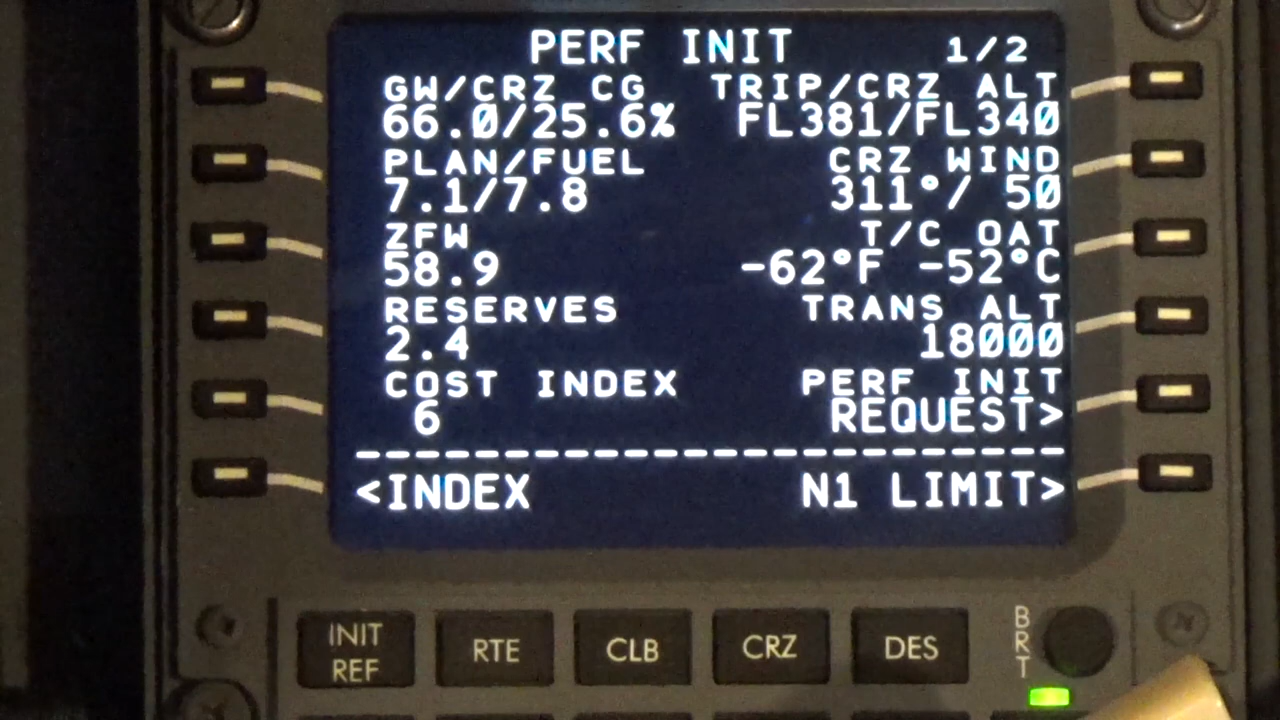 PERF INIT 1/2
GW/CRZ CG TRIP/CRZ ALT
66.0/25.6% FL381/FL340
PLAN/FUEL CRZ WIND
7.1/7.8 311°/ 50
ZFW T/C OAT
58.9 -62°F -52°C
RESERVES TRANS ALT
2.4 18000
COST INDEX PERF INIT
6 REQUEST>
<INDEX N1 LIMIT>
INIT REF RTE CLB CRZ DES BRT